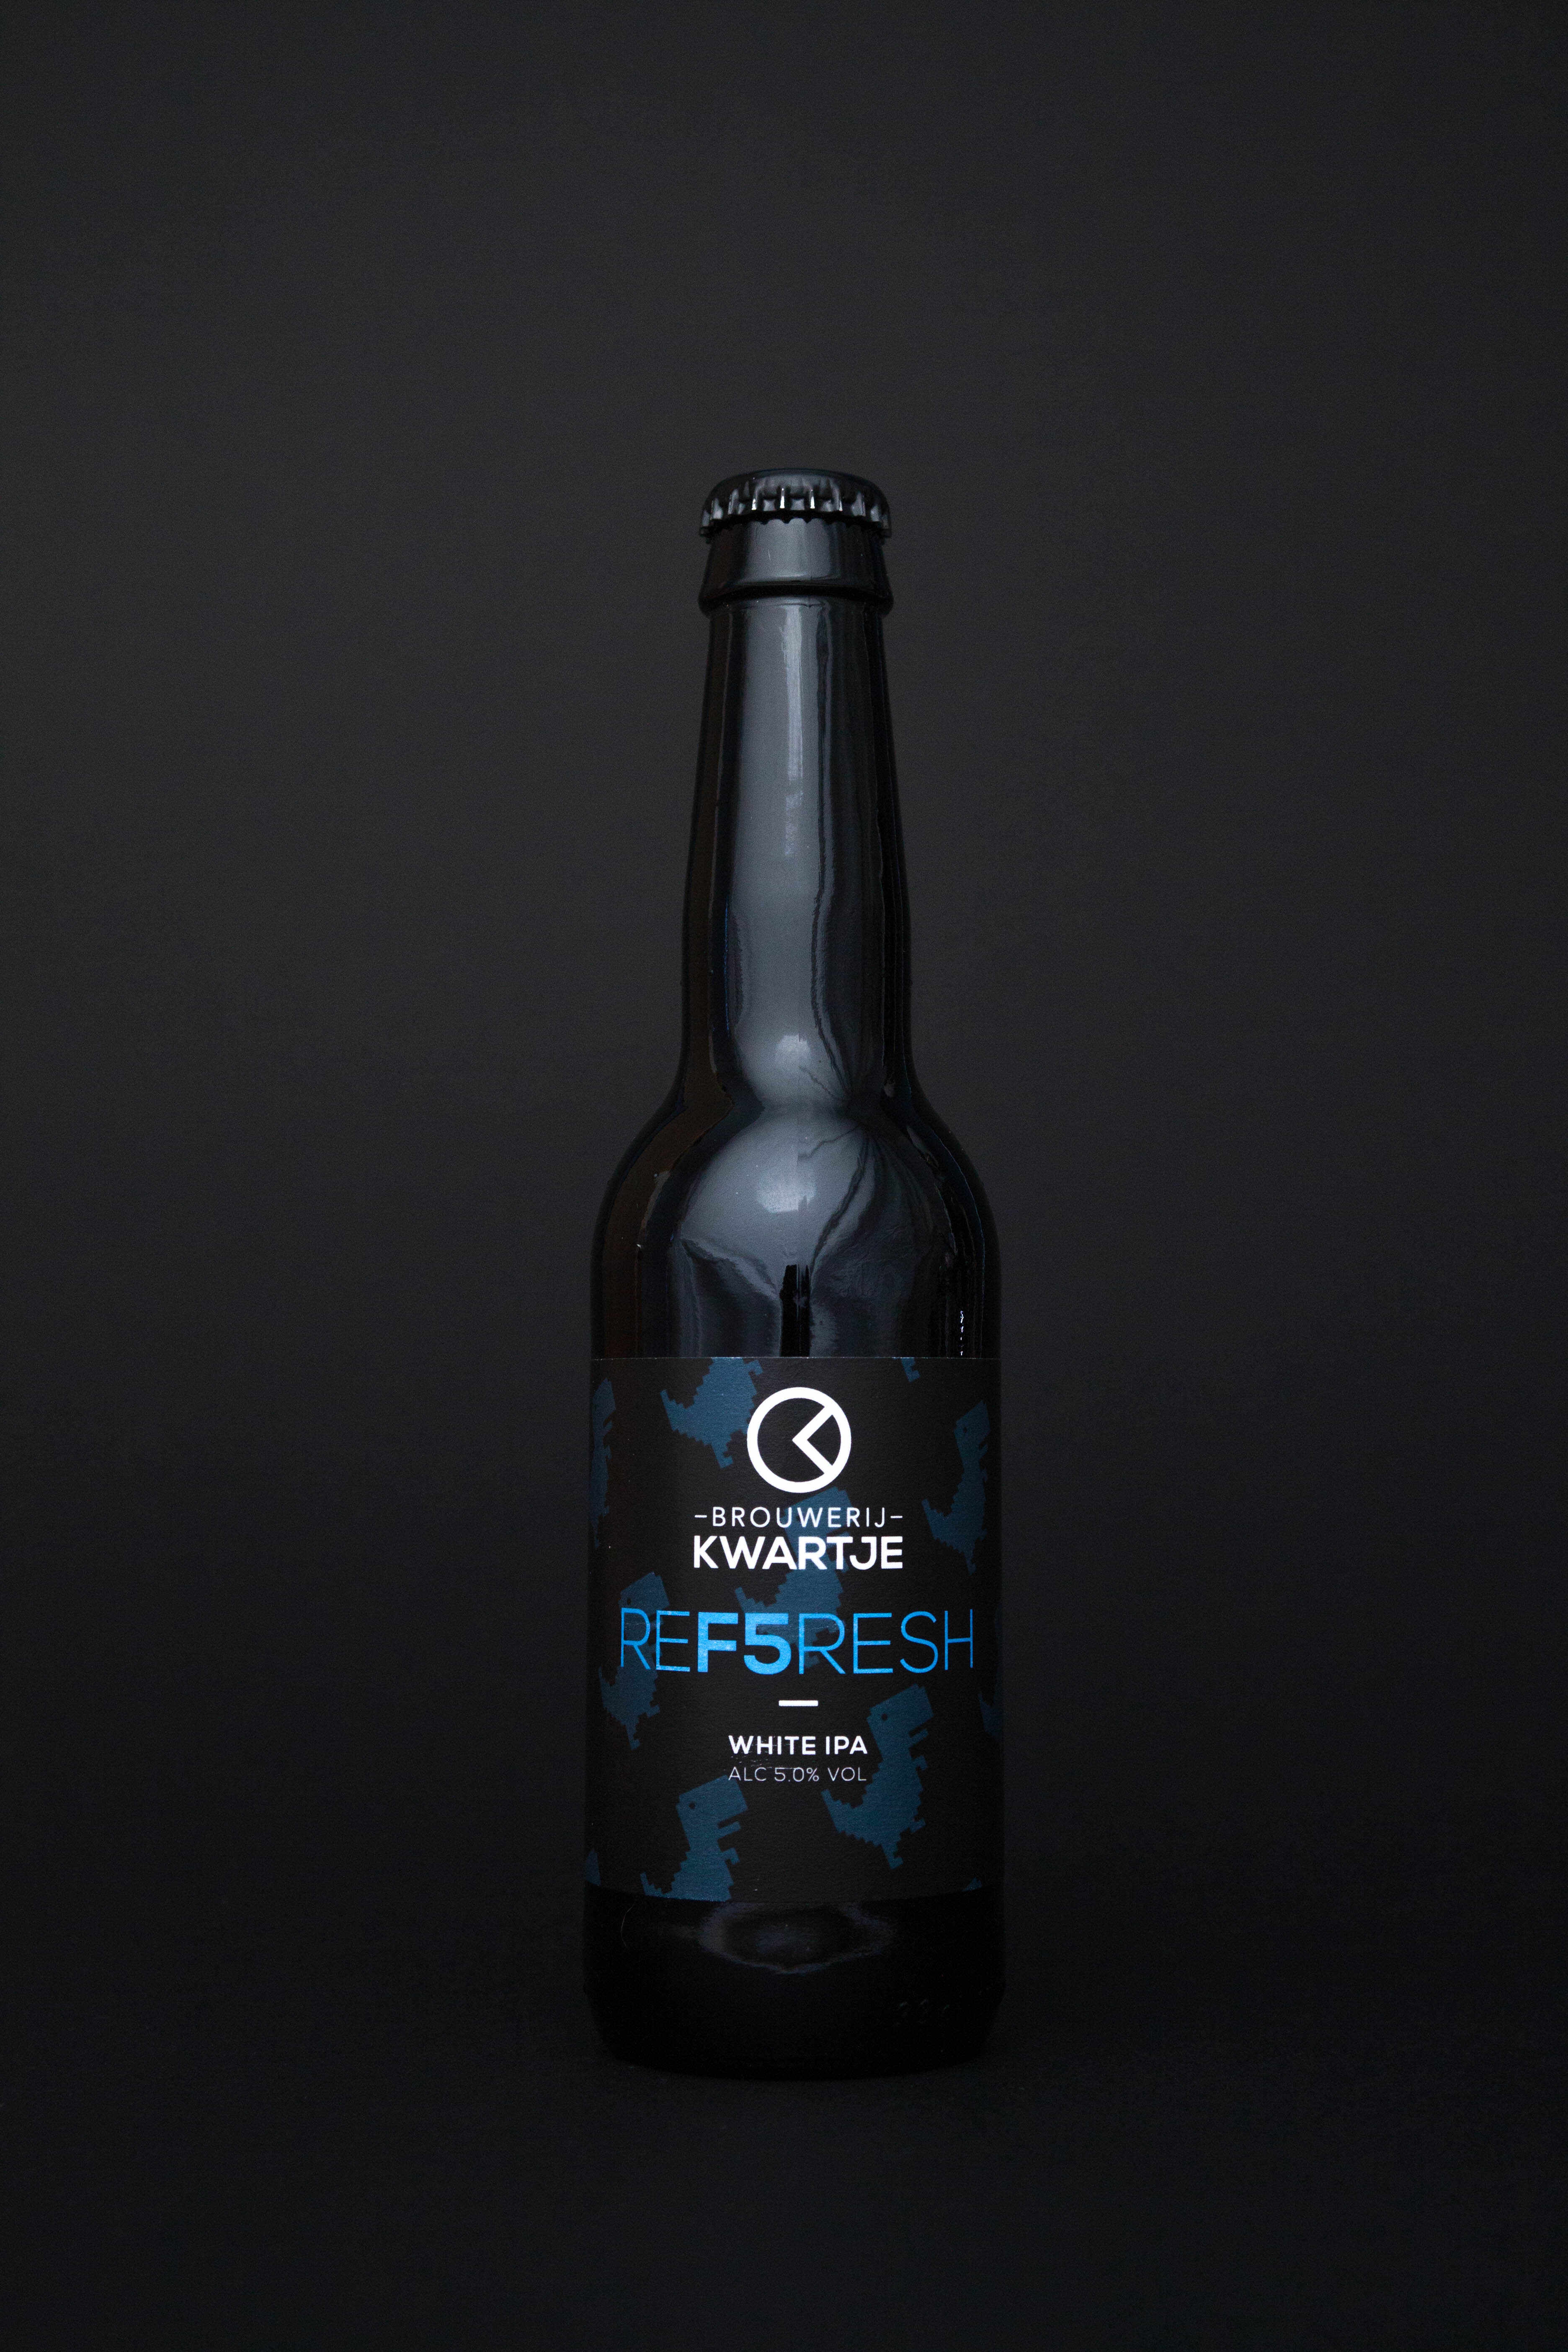 -BROUWERIJ-
KWARTJE
REF5RESH
WHITE IPA
ALC 5.0% VOL